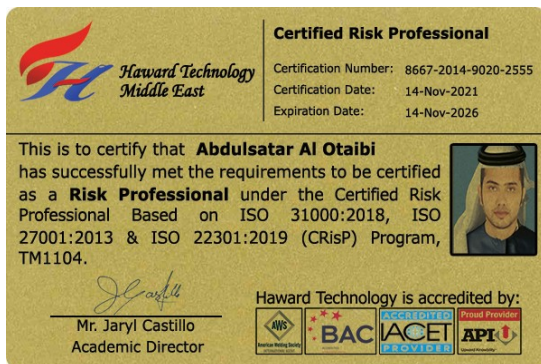 Haward Technology
Middle East
Certified Risk Professional
Certification Number: 8667-2014-9020-2555
Certification Date: 14-Nov-2021
Expiration Date: 14-Nov-2026
This is to certify that Abdulsatar Al Otaibi
has successfully met the requirements to be certified
as a Risk Professional under the Certified Risk
Professional Based on ISO 31000:2018, ISO
27001:2013 & ISO 22301:2019 (CRisP) Program,
TM1104.
Mr. Jaryl Castillo
Academic Director
Haward Technology is accredited by:
AWS
American Welding Society
BAC
ACCREDITED
IACET
PROVIDER
Proud Provider
API U